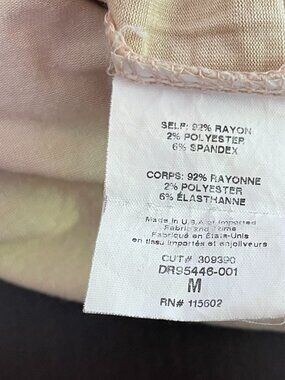 SELF: 92% RAYON
2% POLYESTER
6% SPANDEX
CORPS: 92% RAYONNE
2% POLYESTER
6% ÉLASTHANNE
Made in U.S.A of Imported
Fabric and Trims
Fabriqué en États-Unis
en tissu importés et enjoliveurs
CUT# 309390
DR95446-001
M
RN# 115602